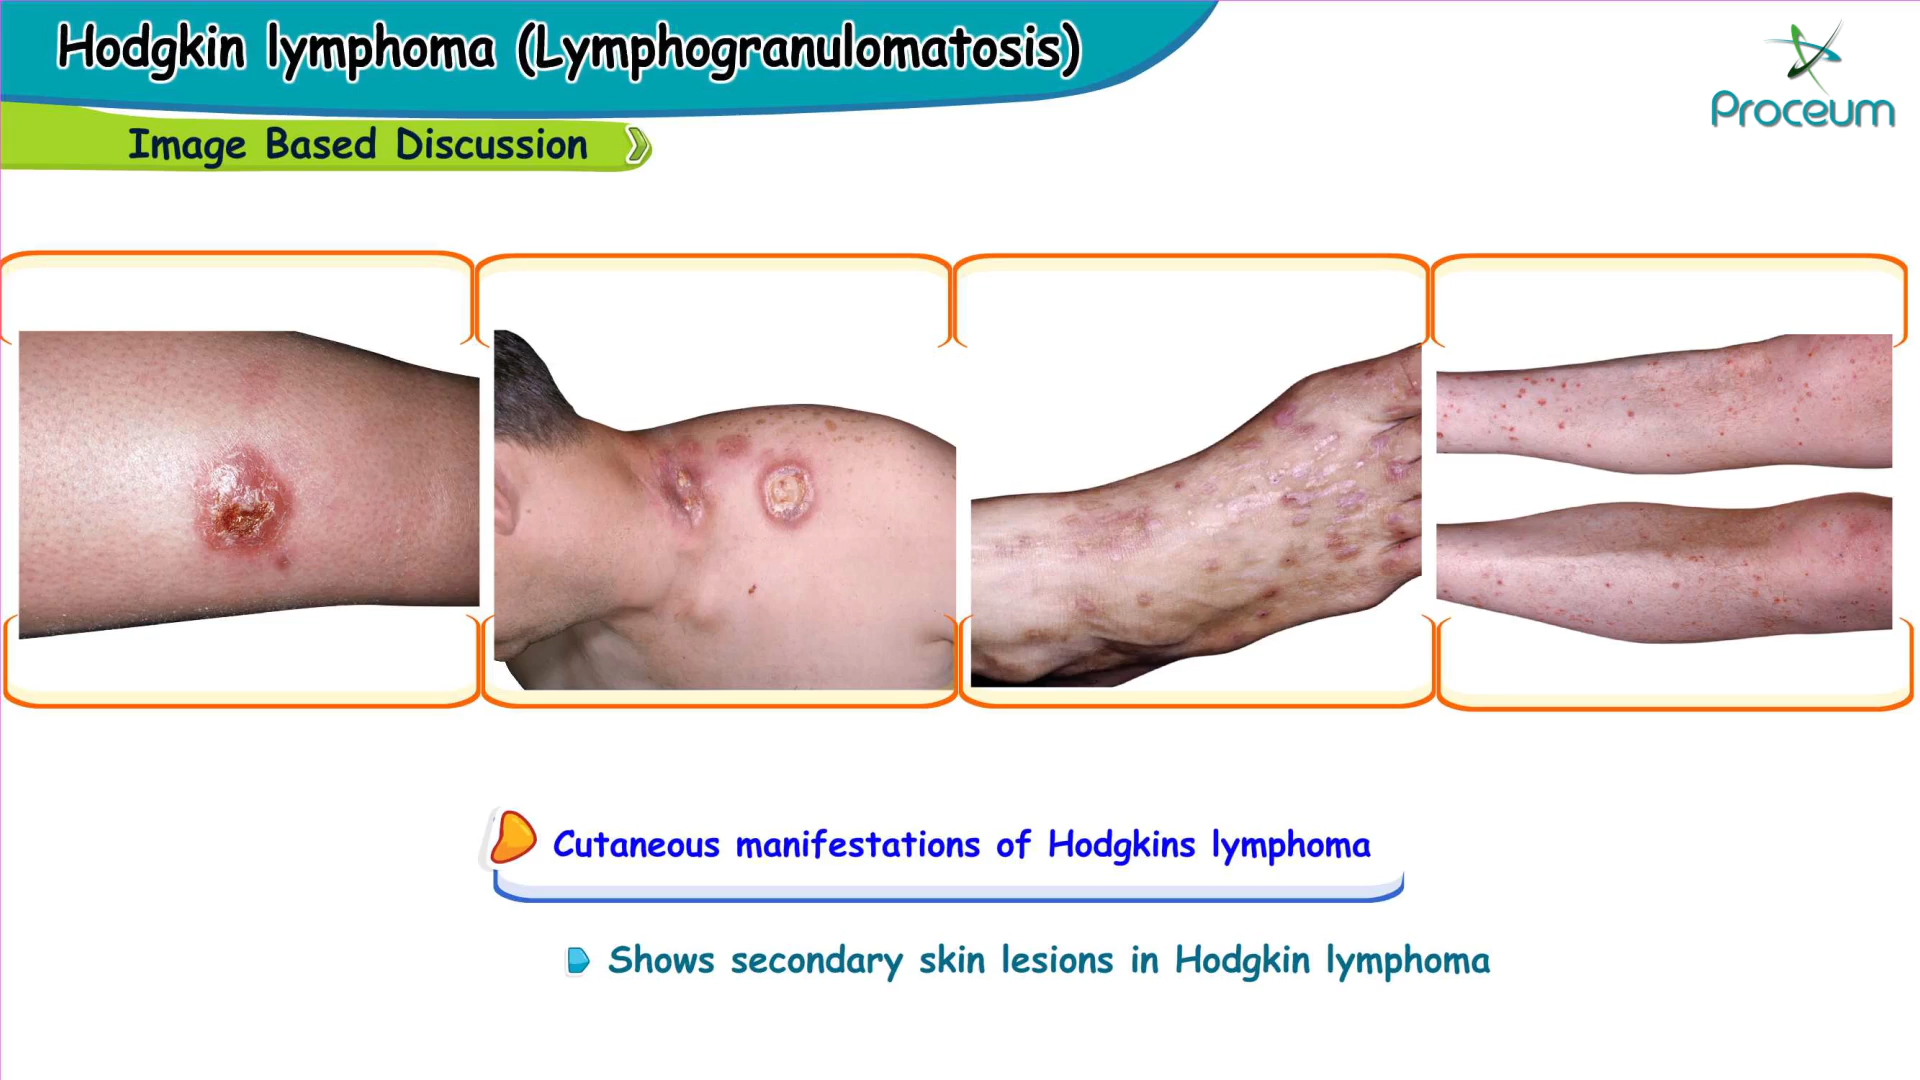 Hodgkin lymphoma (Lymphogranulomatosis)
Proceum
Image Based Discussion
Cutaneous manifestations of Hodgkins lymphoma
Shows secondary skin lesions in Hodgkin lymphoma